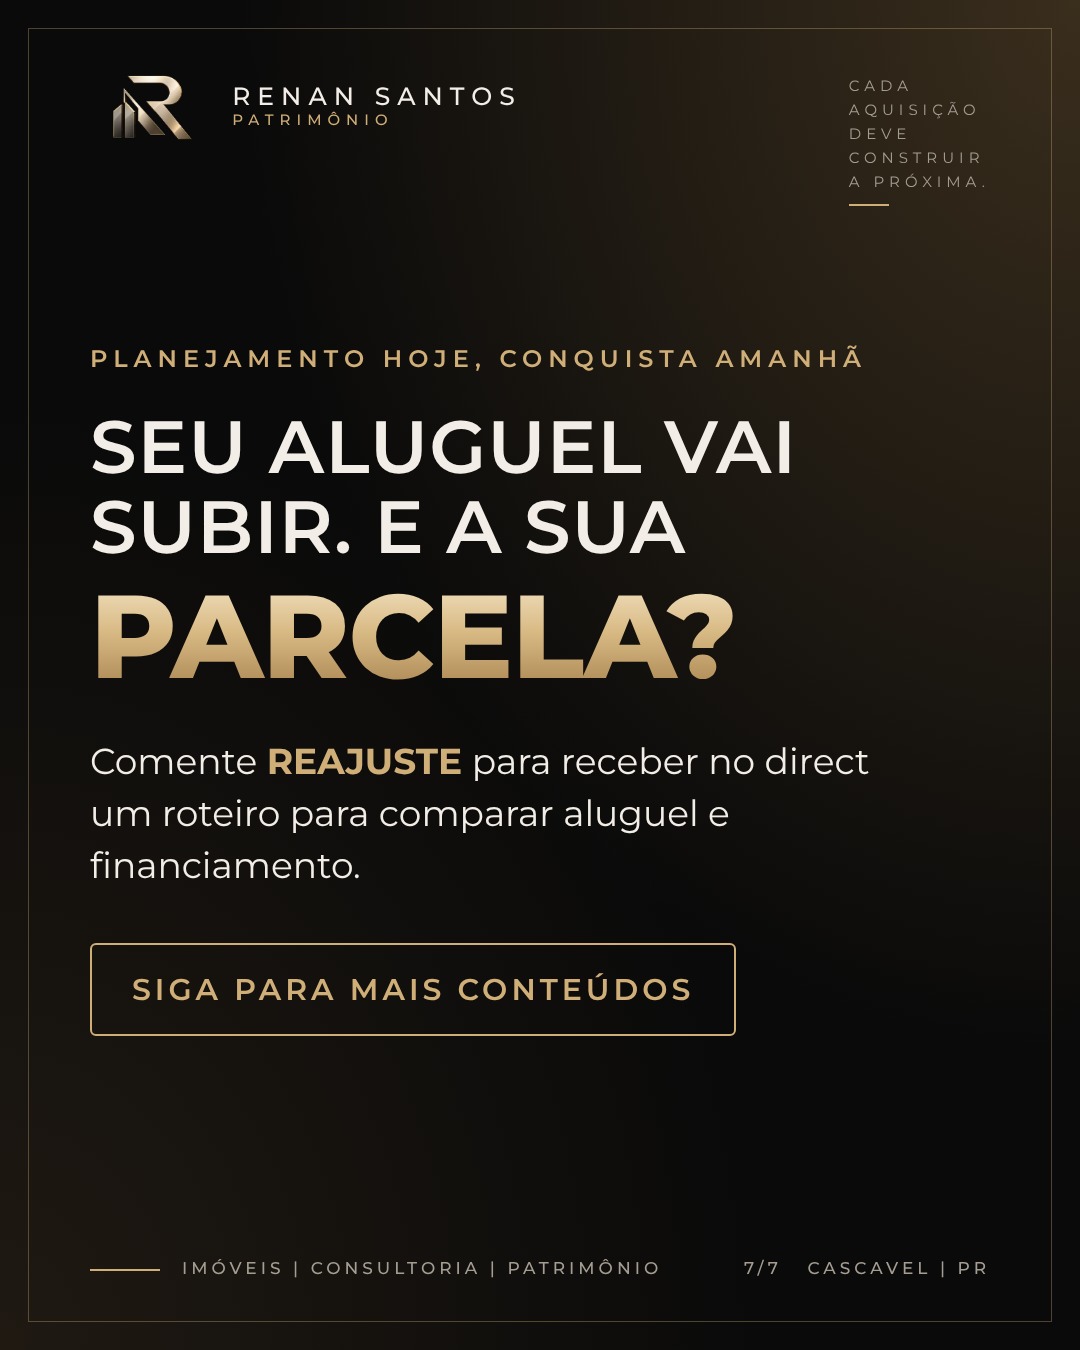 RENAN SANTOS
PATRIMÔNIO
CADA
AQUISIÇÃO
DEVE
CONSTRUIR
A PRÓXIMA.
PLANEJAMENTO HOJE, CONQUISTA AMANHÃ
SEU ALUGUEL VAI
SUBIR. E A SUA
PARCELA?
Comente REAJUSTE para receber no direct
um roteiro para comparar aluguel e
financiamento.
SIGA PARA MAIS CONTEÚDOS
IMÓVEIS | CONSULTORIA | PATRIMÔNIO
7/7 CASCAVEL | PR